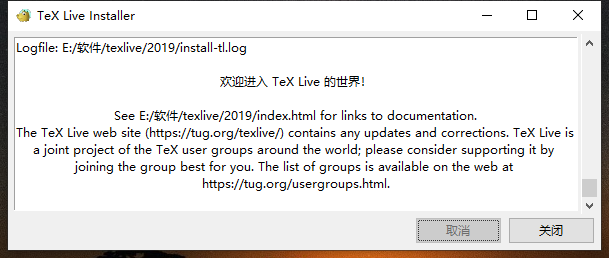 TeX Live Installer
Logfile: E:/软件/texlive/2019/install-tl.log
欢迎进入 TeX Live 的世界!
See E:/软件/texlive/2019/index.html for links to documentation.
The TeX Live web site (https://tug.org/texlive/) contains any updates and corrections. TeX Live is
a joint project of the TeX user groups around the world; please consider supporting it by
joining the group best for you. The list of groups is available on the web at
https://tug.org/usergroups.html.
取消 关闭